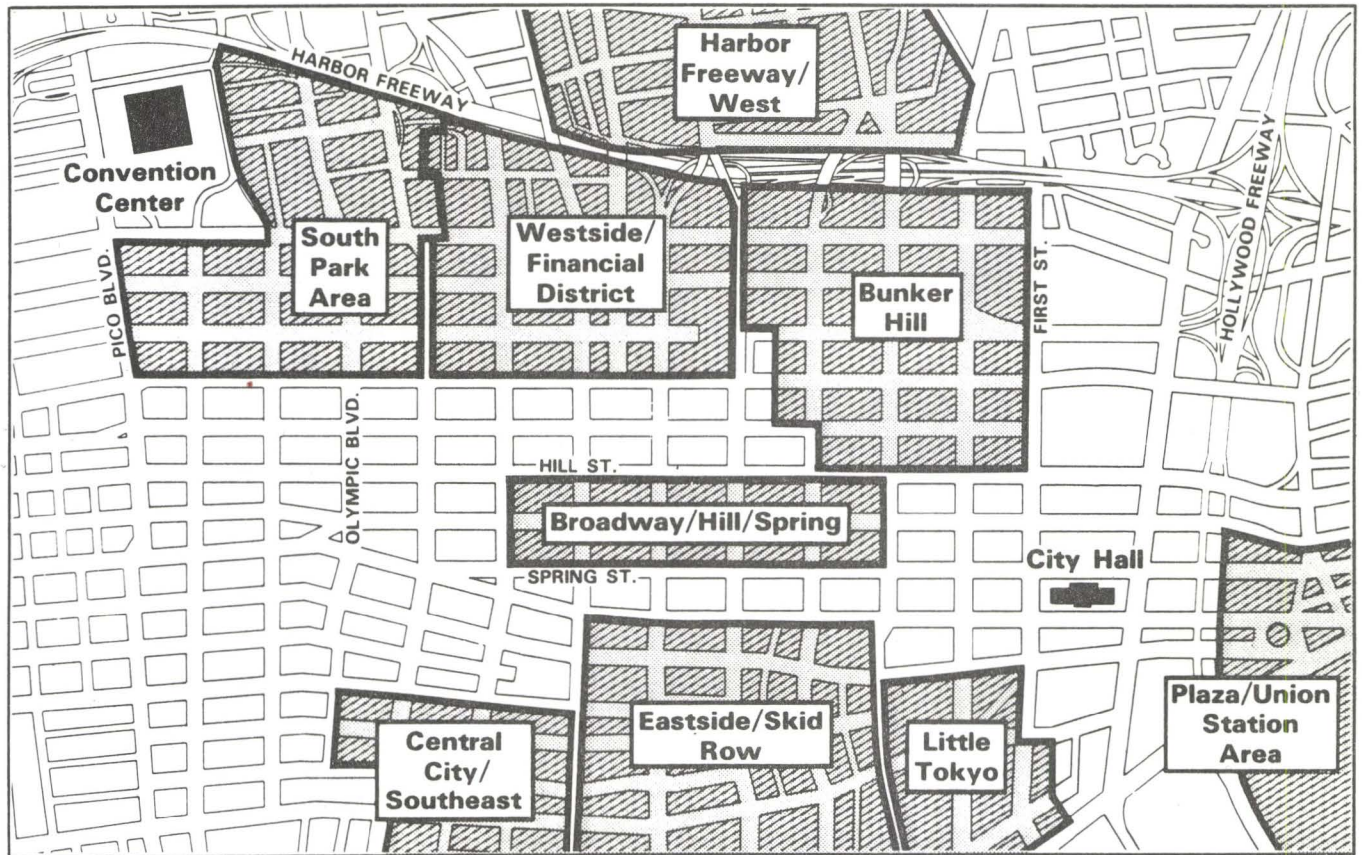 Harbor
Freeway/
West
HARBOR FREEWAY
Convention
Center
South
Park
Area
Westside/
Financial
District
Bunker
Hill
PICO BLVD.
FIRST ST.
HOLLYWOOD FREEWAY
OLYMPIC BLVD.
HILL ST.
Broadway/Hill/Spring
SPRING ST.
City Hall
Central
City/
Southeast
Eastside/Skid
Row
Little
Tokyo
Plaza/Union
Station
Area